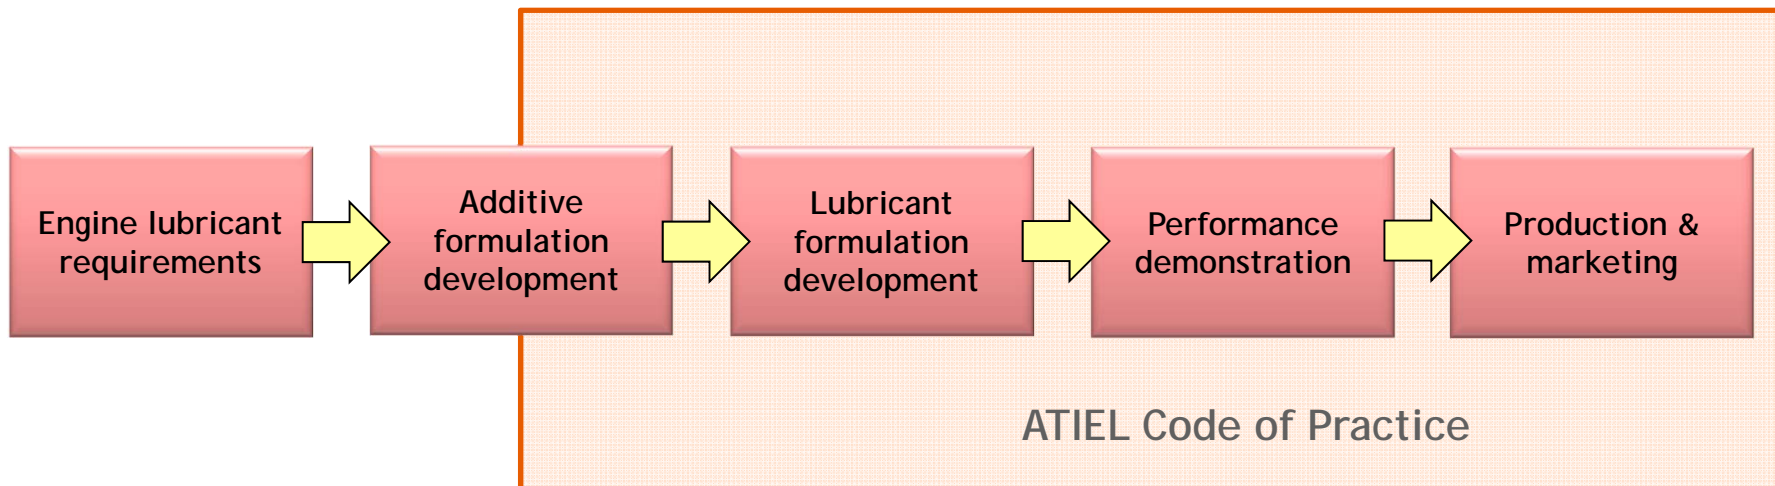 Engine lubricant
requirements
Additive
formulation
development
Lubricant
formulation
development
Performance
demonstration
Production &
marketing
ATIEL Code of Practice